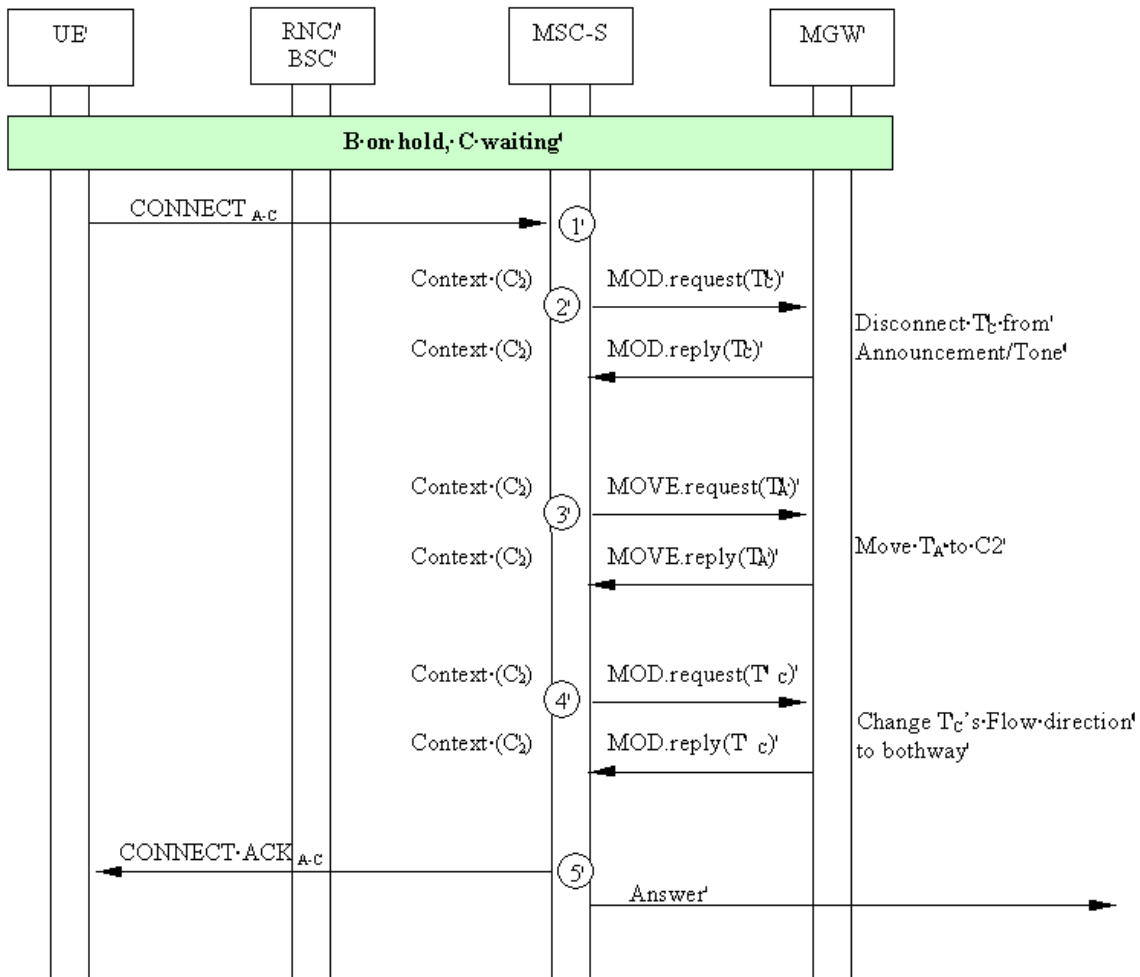 UE
RNC/
BSC
MSC-S
MGW
B·on·hold,·C·waiting
CONNECT A-C
1
Context·(C2)
MOD.request(TC)
2
Disconnect·TC·from
Announcement/Tone
Context·(C2)
MOD.reply(TC)
Context·(C2)
MOVE.request(TA)
3
Move·TA·to·C2
Context·(C2)
MOVE.reply(TA)
Context·(C2)
MOD.request(T C)
4
Change TC's·Flow·direction
to bothway
Context·(C2)
MOD.reply(T C)
CONNECT·ACK A-C
5
Answer